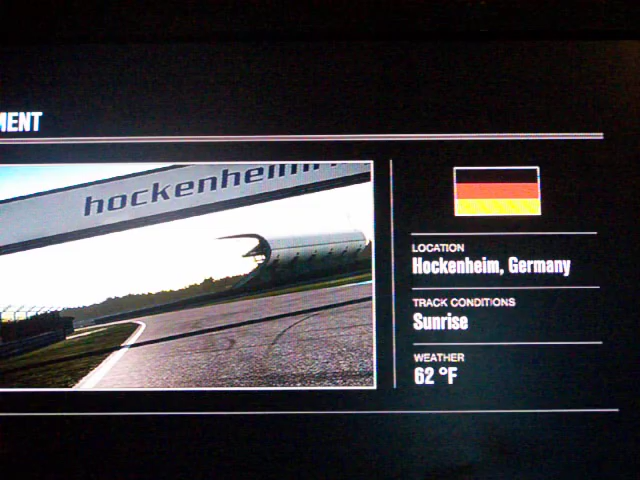 MENT
hockenheim
LOCATION
Hockenheim, Germany
TRACK CONDITIONS
Sunrise
WEATHER
62 °F